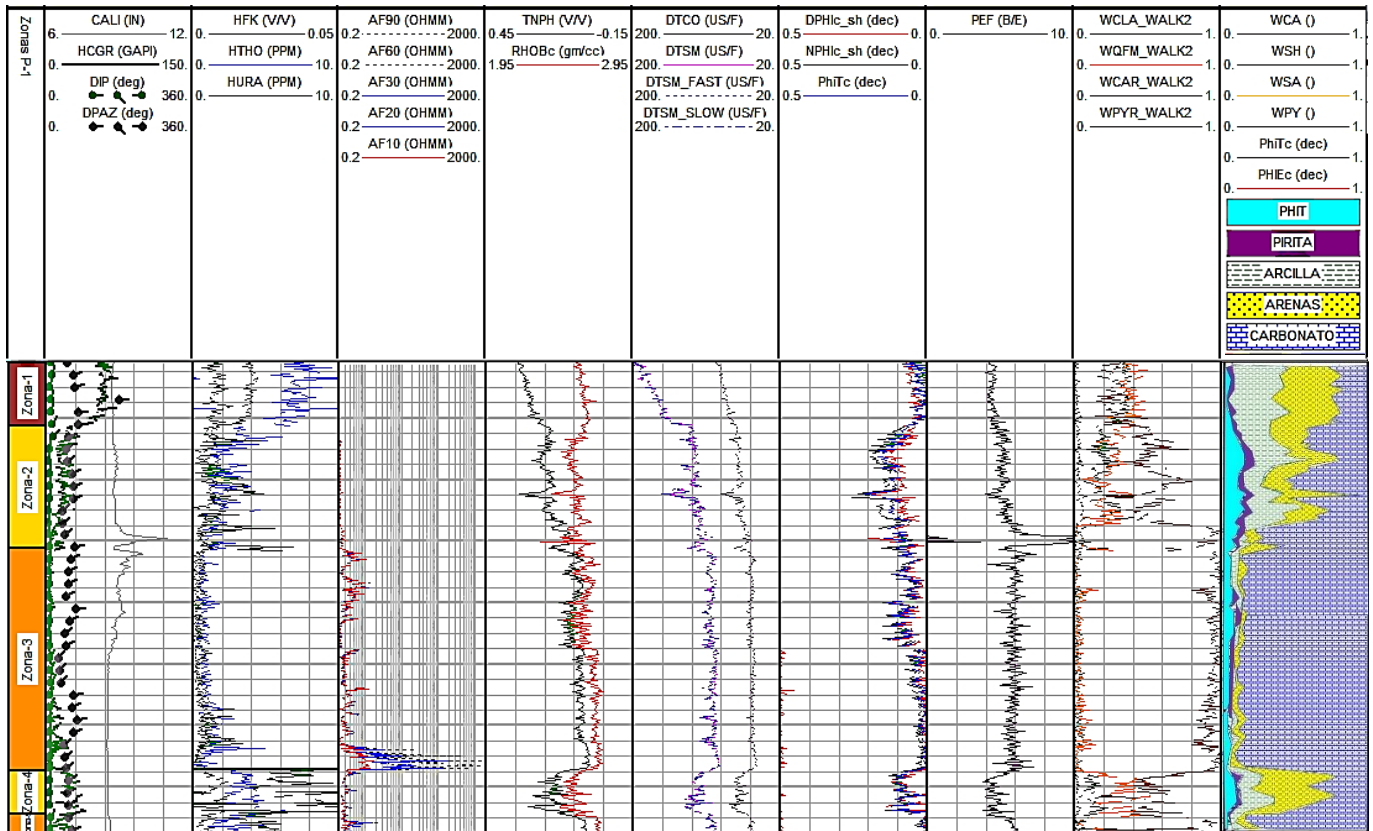 Zonas P-1
CALI (IN)
6. 12.
HCGR (GAPI)
0. 150.
DIP (deg)
0. 360.
DPAZ (deg)
0. 360.
HFK (V/V)
0. 0.05
HTHO (PPM)
0. 10.
HURA (PPM)
0. 10.
AF90 (OHMM)
0.2 2000.
AF60 (OHMM)
0.2 2000.
AF30 (OHMM)
0.2 2000.
AF20 (OHMM)
0.2 2000.
AF10 (OHMM)
0.2 2000.
TNPH (V/V)
0.45 -0.15
RHOBc (gm/cc)
1.95 2.95
DTCO (US/F)
200. 20.
DTSM (US/F)
200. 20.
DTSM_FAST (US/F)
200. 20.
DTSM_SLOW (US/F)
200. 20.
DPHIc_sh (dec)
0.5 0.
NPHIc_sh (dec)
0.5 0.
PhiTc (dec)
0.5 0.
PEF (B/E)
0. 10.
WCLA_WALK2
0. 1.
WQFM_WALK2
0. 1.
WCAR_WALK2
0. 1.
WPYR_WALK2
0. 1.
WCA ()
0. 1.
WSH ()
0. 1.
WSA ()
0. 1.
WPY ()
0. 1.
PhiTc (dec)
0. 1.
PHIEc (dec)
0. 1.
PHIT
PIRITA
ARCILLA
ARENAS
CARBONATO
Zona-1
Zona-2
Zona-3
Zona-4